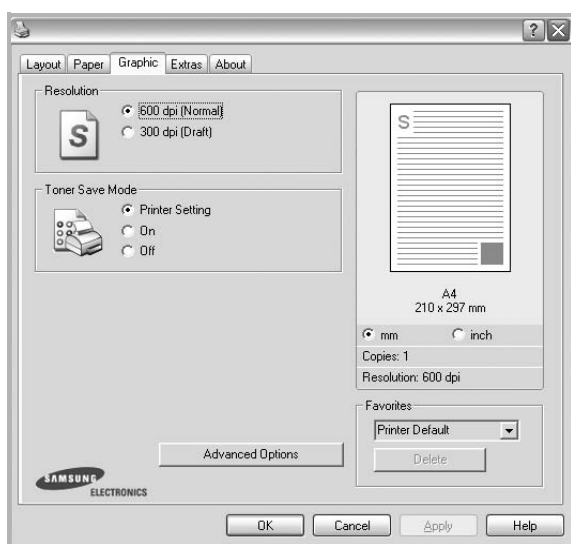 Layout Paper Graphic Extras About
Resolution
S
600 dpi (Normal)
300 dpi (Draft)
Toner Save Mode
Printer Setting
On
Off
S
A4
210 x 297 mm
mm inch
Copies: 1
Resolution: 600 dpi
Favorites
Printer Default
Delete
Advanced Options
SAMSUNG
ELECTRONICS
OK Cancel Apply Help